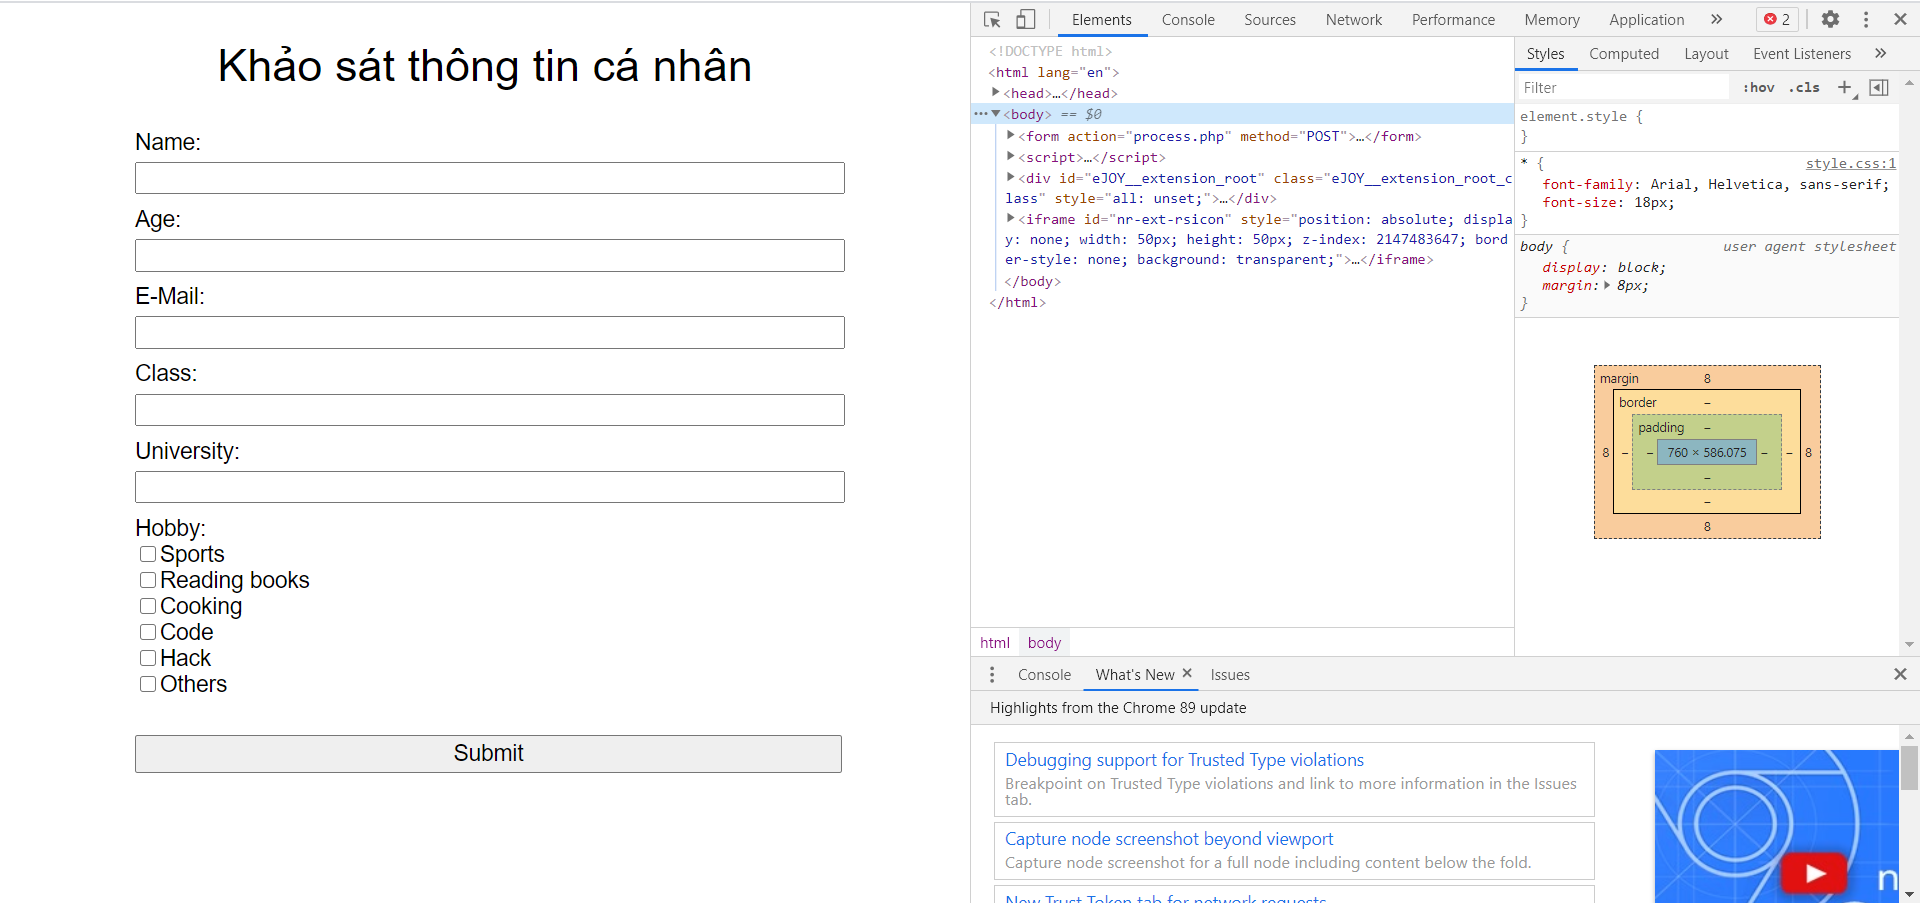 Khảo sát thông tin cá nhân
Name:
Age:
E-Mail:
Class:
University:
Hobby:
Sports
Reading books
Cooking
Code
Hack
Others
Submit
Elements Console Sources Network Performance Memory Application » 2
<!DOCTYPE html>
<html lang="en">
<head>…</head>
<body> == $0
<form action="process.php" method="POST">…</form>
<script>…</script>
<div id="eJOY__extension_root" class="eJOY__extension_root_c
lass" style="all: unset;">…</div>
<iframe id="nr-ext-rsicon" style="position: absolute; displa
y: none; width: 50px; height: 50px; z-index: 2147483647; bord
er-style: none; background: transparent;">…</iframe>
</body>
</html>
html body
Styles Computed Layout Event Listeners »
Filter :hov .cls +
element.style {
}
* { style.css:1
font-family: Arial, Helvetica, sans-serif;
font-size: 18px;
}
body { user agent stylesheet
display: block;
margin: 8px;
}
margin 8
border –
padding –
8 – – 760 × 586.075 – – 8
–
–
8
Console What's New Issues
Highlights from the Chrome 89 update
Debugging support for Trusted Type violations
Breakpoint on Trusted Type violations and link to more information in the Issues
tab.
Capture node screenshot beyond viewport
Capture node screenshot for a full node including content below the fold.
New Trust Token tab for network requests
n